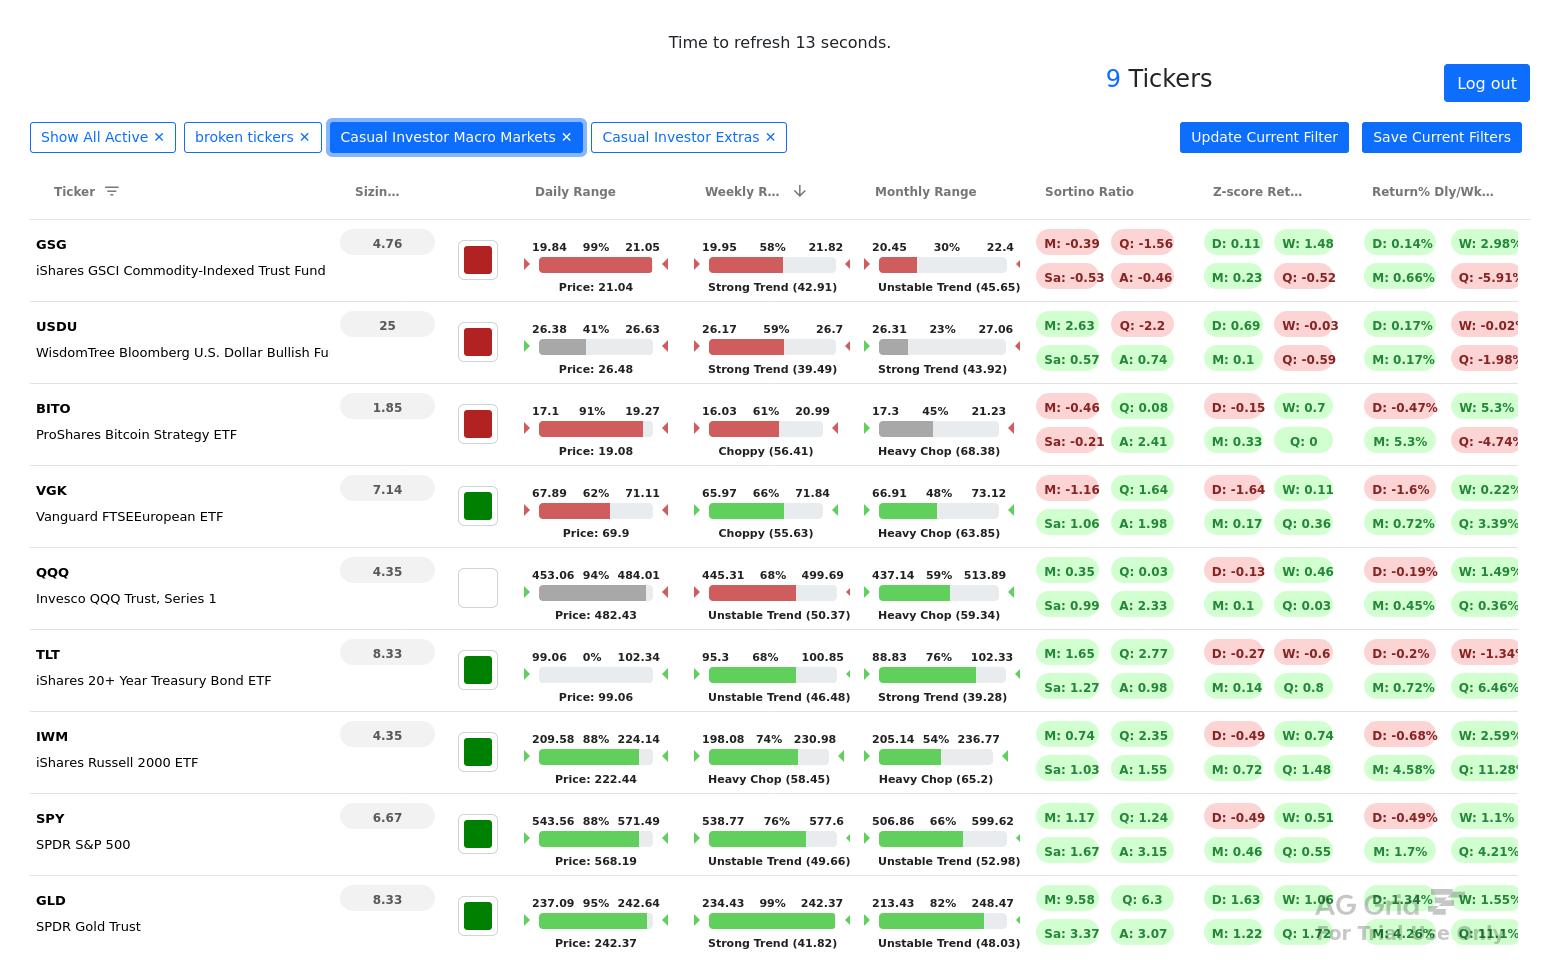 Time to refresh 13 seconds.
9 Tickers
Log out
Show All Active ✕ broken tickers ✕ Casual Investor Macro Markets ✕ Casual Investor Extras ✕ Update Current Filter Save Current Filters
Ticker Sizin... Daily Range Weekly R... Monthly Range Sortino Ratio Z-score Ret... Return% Dly/Wk...
GSG 4.76 19.84 99% 21.05 19.95 58% 21.82 20.45 30% 22.4 M: -0.39 Q: -1.56 D: 0.11 W: 1.48 D: 0.14% W: 2.98%
iShares GSCI Commodity-Indexed Trust Fund Price: 21.04 Strong Trend (42.91) Unstable Trend (45.65) Sa: -0.53 A: -0.46 M: 0.23 Q: -0.52 M: 0.66% Q: -5.91%
USDU 25 26.38 41% 26.63 26.17 59% 26.7 26.31 23% 27.06 M: 2.63 Q: -2.2 D: 0.69 W: -0.03 D: 0.17% W: -0.02%
WisdomTree Bloomberg U.S. Dollar Bullish Fu Price: 26.48 Strong Trend (39.49) Strong Trend (43.92) Sa: 0.57 A: 0.74 M: 0.1 Q: -0.59 M: 0.17% Q: -1.98%
BITO 1.85 17.1 91% 19.27 16.03 61% 20.99 17.3 45% 21.23 M: -0.46 Q: 0.08 D: -0.15 W: 0.7 D: -0.47% W: 5.3%
ProShares Bitcoin Strategy ETF Price: 19.08 Choppy (56.41) Heavy Chop (68.38) Sa: -0.21 A: 2.41 M: 0.33 Q: 0 M: 5.3% Q: -4.74%
VGK 7.14 67.89 62% 71.11 65.97 66% 71.84 66.91 48% 73.12 M: -1.16 Q: 1.64 D: -1.64 W: 0.11 D: -1.6% W: 0.22%
Vanguard FTSEEuropean ETF Price: 69.9 Choppy (55.63) Heavy Chop (63.85) Sa: 1.06 A: 1.98 M: 0.17 Q: 0.36 M: 0.72% Q: 3.39%
QQQ 4.35 453.06 94% 484.01 445.31 68% 499.69 437.14 59% 513.89 M: 0.35 Q: 0.03 D: -0.13 W: 0.46 D: -0.19% W: 1.49%
Invesco QQQ Trust, Series 1 Price: 482.43 Unstable Trend (50.37) Heavy Chop (59.34) Sa: 0.99 A: 2.33 M: 0.1 Q: 0.03 M: 0.45% Q: 0.36%
TLT 8.33 99.06 0% 102.34 95.3 68% 100.85 88.83 76% 102.33 M: 1.65 Q: 2.77 D: -0.27 W: -0.6 D: -0.2% W: -1.34%
iShares 20+ Year Treasury Bond ETF Price: 99.06 Unstable Trend (46.48) Strong Trend (39.28) Sa: 1.27 A: 0.98 M: 0.14 Q: 0.8 M: 0.72% Q: 6.46%
IWM 4.35 209.58 88% 224.14 198.08 74% 230.98 205.14 54% 236.77 M: 0.74 Q: 2.35 D: -0.49 W: 0.74 D: -0.68% W: 2.59%
iShares Russell 2000 ETF Price: 222.44 Heavy Chop (58.45) Heavy Chop (65.2) Sa: 1.03 A: 1.55 M: 0.72 Q: 1.48 M: 4.58% Q: 11.28%
SPY 6.67 543.56 88% 571.49 538.77 76% 577.6 506.86 66% 599.62 M: 1.17 Q: 1.24 D: -0.49 W: 0.51 D: -0.49% W: 1.1%
SPDR S&P 500 Price: 568.19 Unstable Trend (49.66) Unstable Trend (52.98) Sa: 1.67 A: 3.15 M: 0.46 Q: 0.55 M: 1.7% Q: 4.21%
GLD 8.33 237.09 95% 242.64 234.43 99% 242.37 213.43 82% 248.47 M: 9.58 Q: 6.3 D: 1.63 W: 1.06 D: 1.34% W: 1.55%
SPDR Gold Trust Price: 242.37 Strong Trend (41.82) Unstable Trend (48.03) Sa: 3.37 A: 3.07 M: 1.22 Q: 1.72 M: 4.26% Q: 11.1%
AG Grid
For Trial Use Only